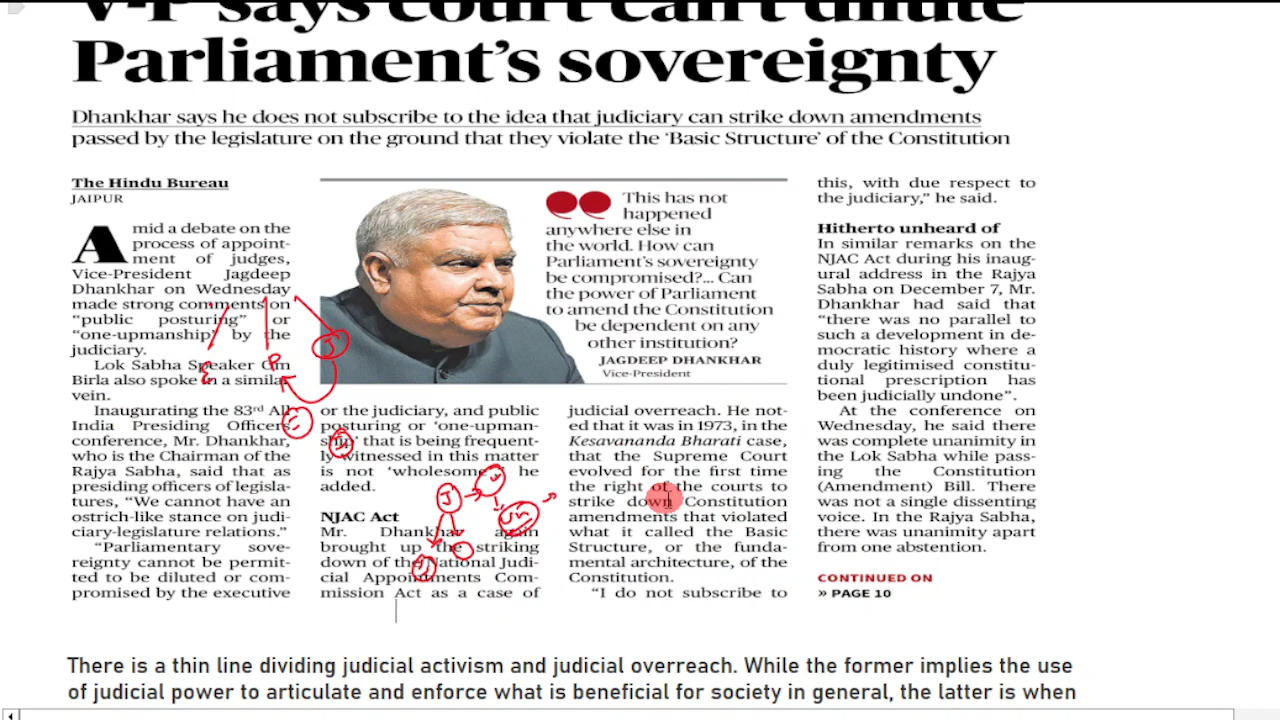 V-P says court can't dilute
Parliament's sovereignty
Dhankhar says he does not subscribe to the idea that judiciary can strike down amendments
passed by the legislature on the ground that they violate the 'Basic Structure' of the Constitution
The Hindu Bureau
JAIPUR
Amid a debate on the
process of appoint-
ment of judges,
Vice-President Jagdeep
Dhankhar on Wednesday
made strong comments on
"public posturing" or
"one-upmanship" by the
judiciary.
Lok Sabha Speaker Om
Birla also spoke in a similar
vein.
Inaugurating the 83rd All
India Presiding Officers
conference, Mr. Dhankhar,
who is the Chairman of the
Rajya Sabha, said that as
presiding officers of legisla-
tures, "We cannot have an
ostrich-like stance on judi-
ciary-legislature relations."
"Parliamentary sove-
reignty cannot be permit-
ted to be diluted or com-
promised by the executive
This has not
happened
anywhere else in
the world. How can
Parliament's sovereignty
be compromised?... Can
the power of Parliament
to amend the Constitution
be dependent on any
other institution?
JAGDEEP DHANKHAR
Vice-President
or the judiciary, and public
posturing or 'one-upman-
ship' that is being frequent-
ly witnessed in this matter
is not 'wholesome'," he
added.
NJAC Act
Mr. Dhankhar again
brought up the striking
down of the National Judi-
cial Appointments Com-
mission Act as a case of
judicial overreach. He not-
ed that it was in 1973, in the
Kesavananda Bharati case,
that the Supreme Court
evolved for the first time
the right of the courts to
strike down Constitution
amendments that violated
what it called the Basic
Structure, or the funda-
mental architecture, of the
Constitution.
"I do not subscribe to
this, with due respect to
the judiciary," he said.
Hitherto unheard of
In similar remarks on the
NJAC Act during his inaug-
ural address in the Rajya
Sabha on December 7, Mr.
Dhankhar had said that
"there was no parallel to
such a development in de-
mocratic history where a
duly legitimised constitu-
tional prescription has
been judicially undone".
At the conference on
Wednesday, he said there
was complete unanimity in
the Lok Sabha while pass-
ing the Constitution
(Amendment) Bill. There
was not a single dissenting
voice. In the Rajya Sabha,
there was unanimity apart
from one abstention.
CONTINUED ON
» PAGE 10
There is a thin line dividing judicial activism and judicial overreach. While the former implies the use
of judicial power to articulate and enforce what is beneficial for society in general, the latter is when